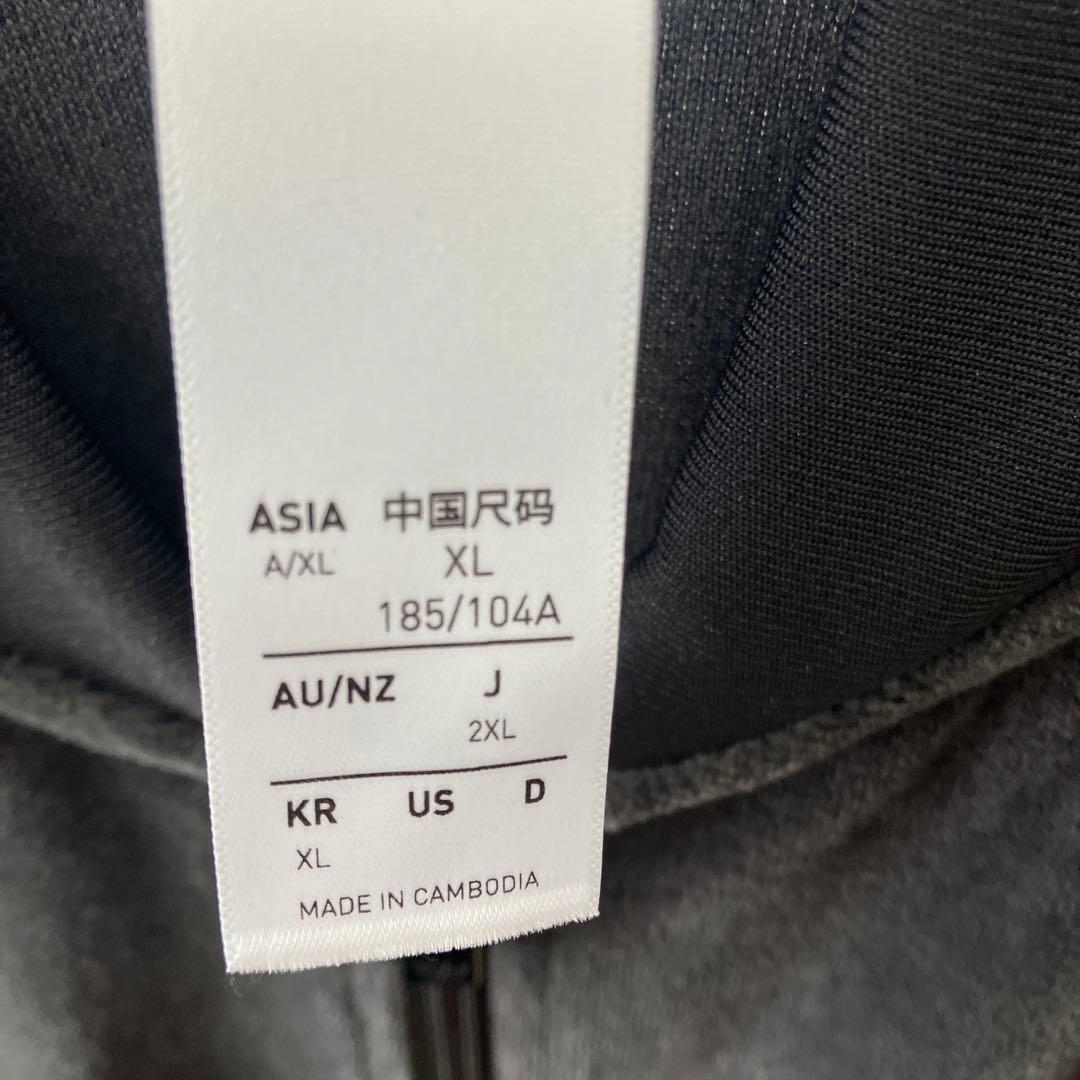 ASIA 中国尺码
A/XL XL
185/104A
AU/NZ J
2XL
KR US D
XL
MADE IN CAMBODIA